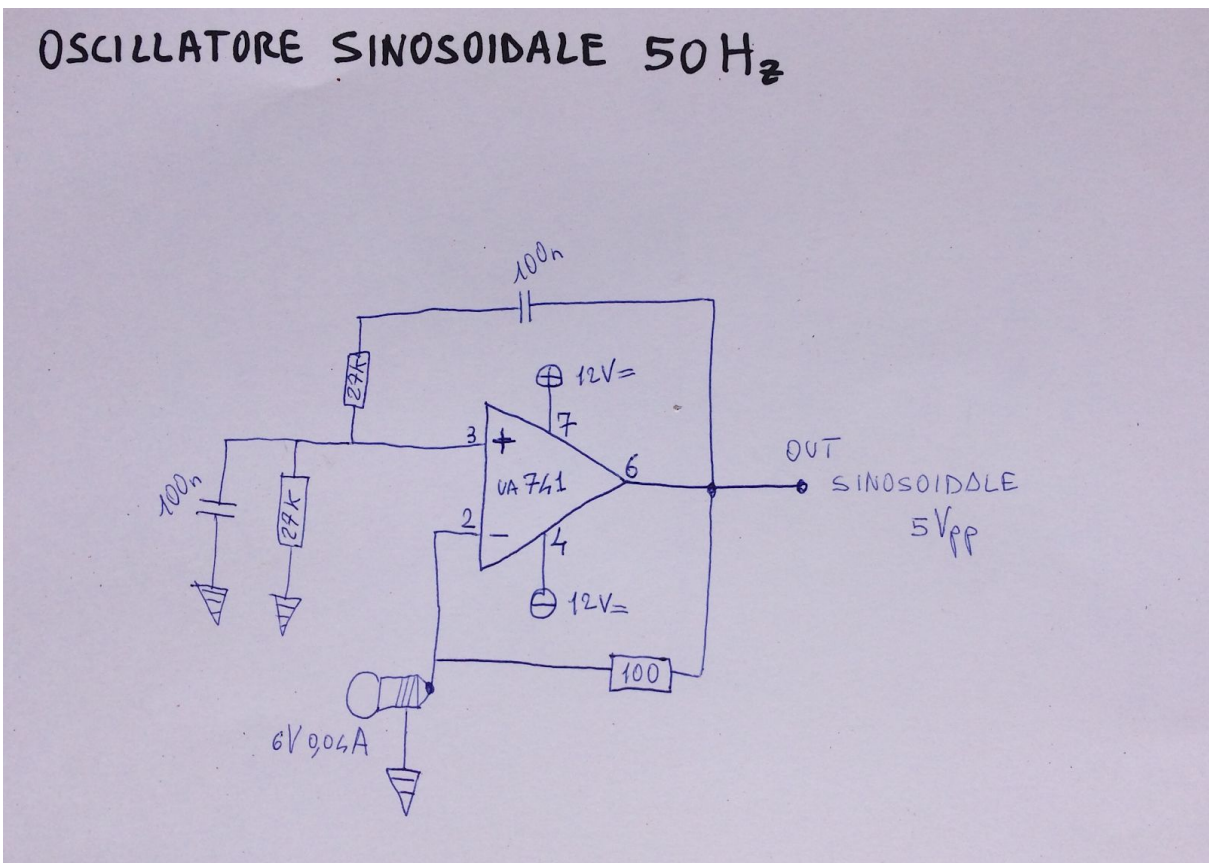 OSCILLATORE SINOSOIDALE 50Hz
100n
27K
+ 12V=
7
3
+
6
OUT
UA741
SINOSOIDALE
5Vpp
100n
27K
2
-
4
- 12V=
100
6V 0,04A